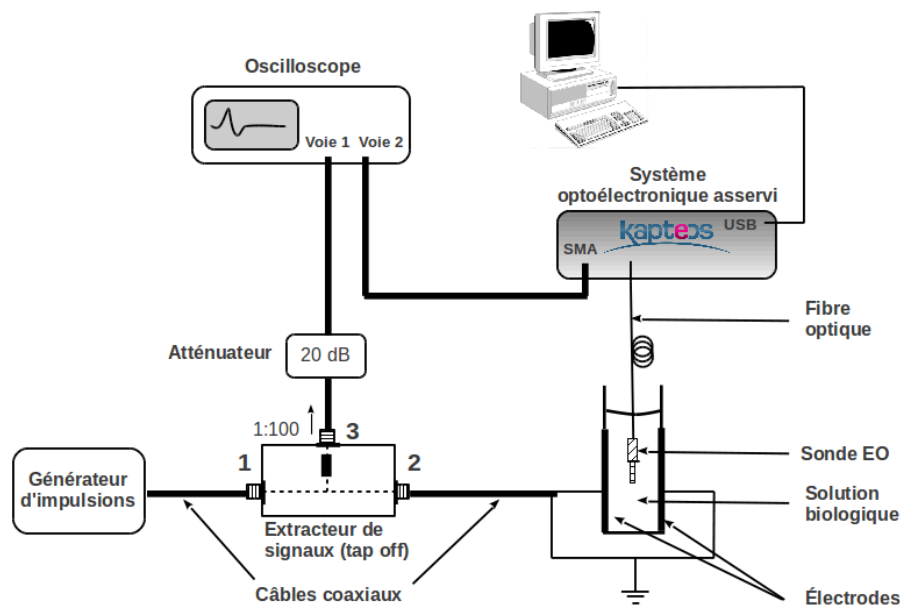 Oscilloscope
Voie 1 Voie 2
Système
optoélectronique asservi
kapteos
USB
SMA
Fibre
optique
Atténuateur
20 dB
1:100
3
1
2
Générateur
d'impulsions
Extracteur de
signaux (tap off)
Câbles coaxiaux
Sonde EO
Solution
biologique
Électrodes